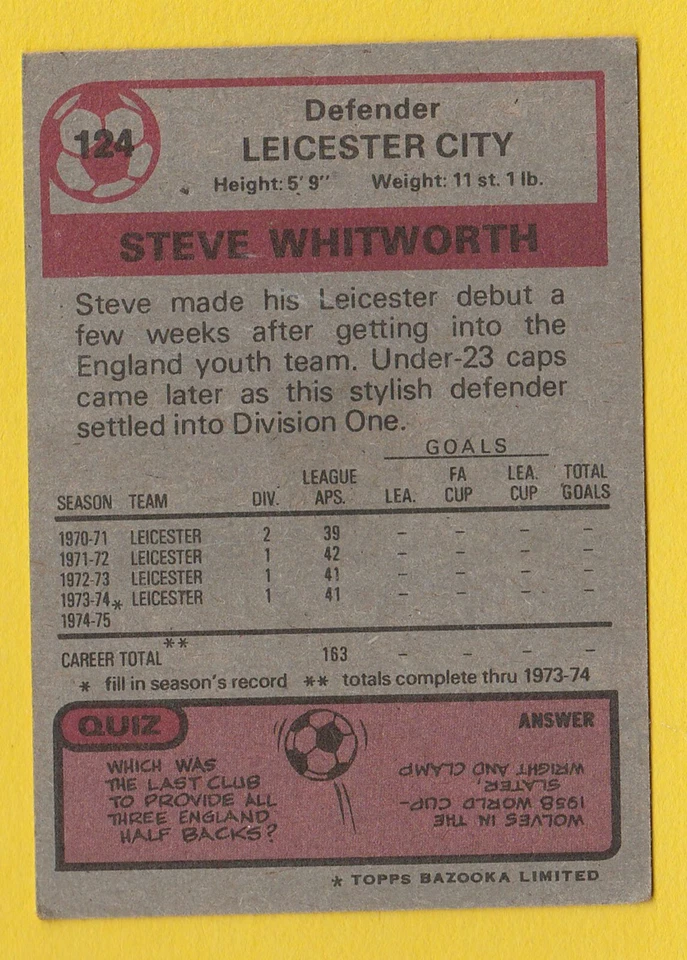 124
Defender
LEICESTER CITY
Height: 5' 9" Weight: 11 st. 1 lb.
STEVE WHITWORTH
Steve made his Leicester debut a
few weeks after getting into the
England youth team. Under-23 caps
came later as this stylish defender
settled into Division One.
GOALS
SEASON TEAM DIV. LEAGUE APS. LEA. FA CUP LEA. CUP TOTAL GOALS
1970-71 LEICESTER 2 39 – – – –
1971-72 LEICESTER 1 42 – – – –
1972-73 LEICESTER 1 41 – – – –
1973-74* LEICESTER 1 41 – – – –
1974-75
CAREER TOTAL** 163 – – – –
* fill in season's record ** totals complete thru 1973-74
QUIZ
WHICH WAS
THE LAST CLUB
TO PROVIDE ALL
THREE ENGLAND
HALF BACKS?
ANSWER
WOLVES IN THE
1958 WORLD CUP-
SLATER,
WRIGHT AND CLAMP
* TOPPS BAZOOKA LIMITED